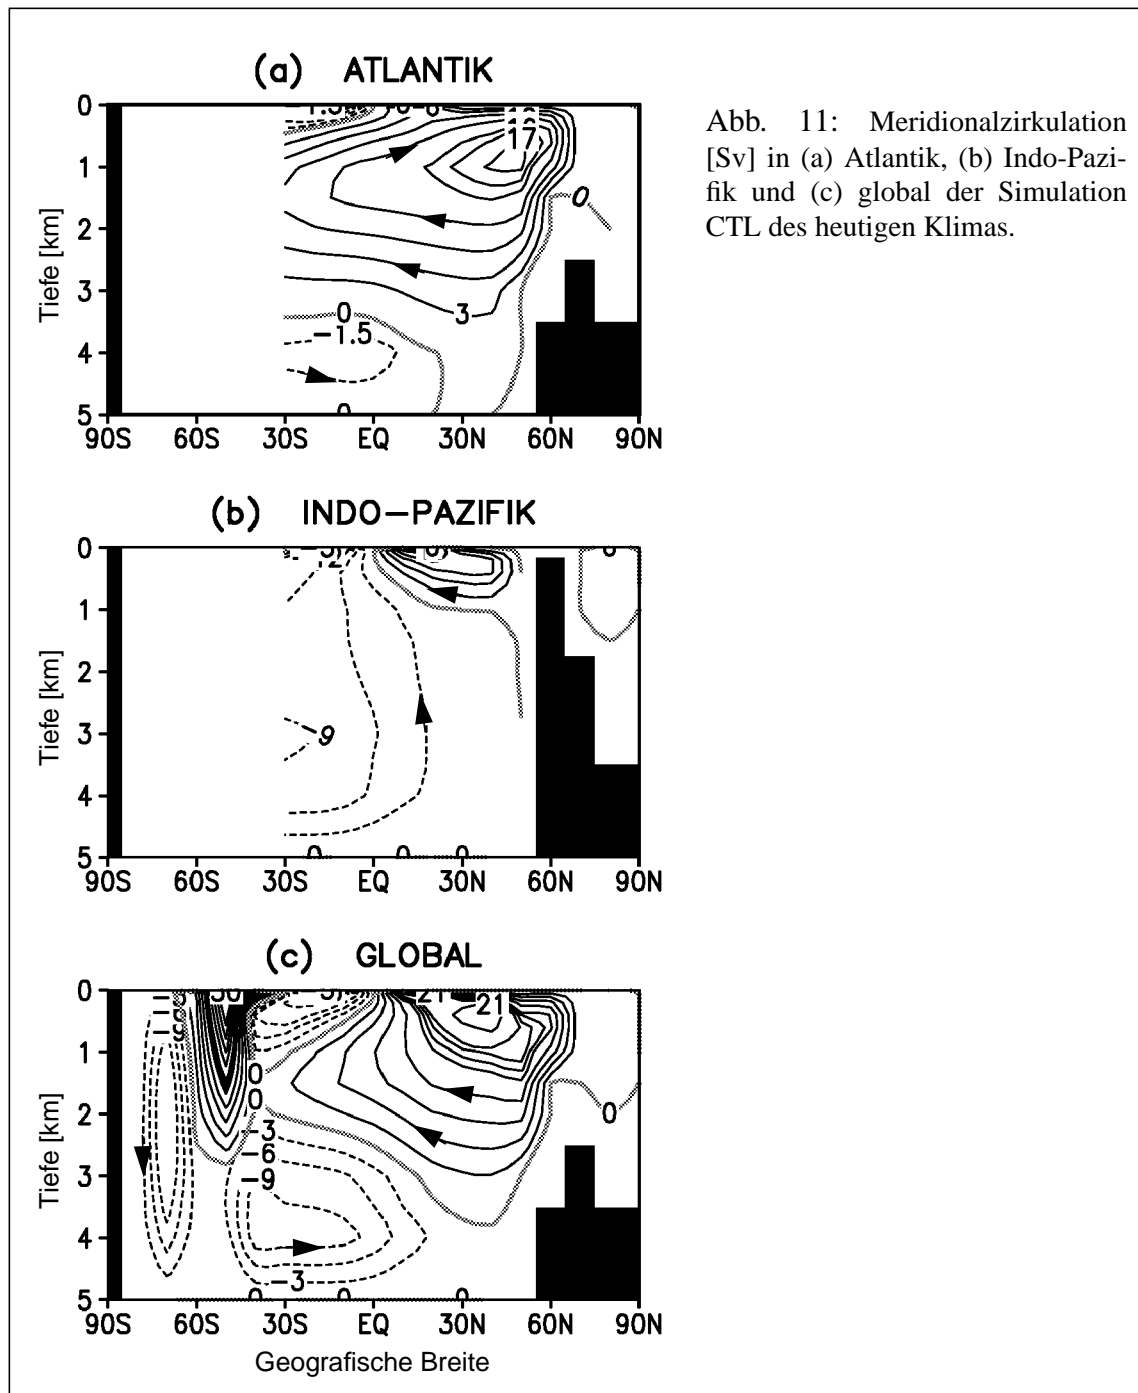 (a) ATLANTIK
Abb. 11: Meridionalzirkulation
[Sv] in (a) Atlantik, (b) Indo-Pazi-
fik und (c) global der Simulation
CTL des heutigen Klimas.
Tiefe [km]
0
1
2
3
4
5
17
0
3
0
−1.5
0
90S 60S 30S EQ 30N 60N 90N
(b) INDO−PAZIFIK
Tiefe [km]
0
1
2
3
4
5
0 0 0
90S 60S 30S EQ 30N 60N 90N
(c) GLOBAL
Tiefe [km]
0
1
2
3
4
5
21
21
0
0
0
−3
−6
−9
−3
0 0 0
90S 60S 30S EQ 30N 60N 90N
Geografische Breite